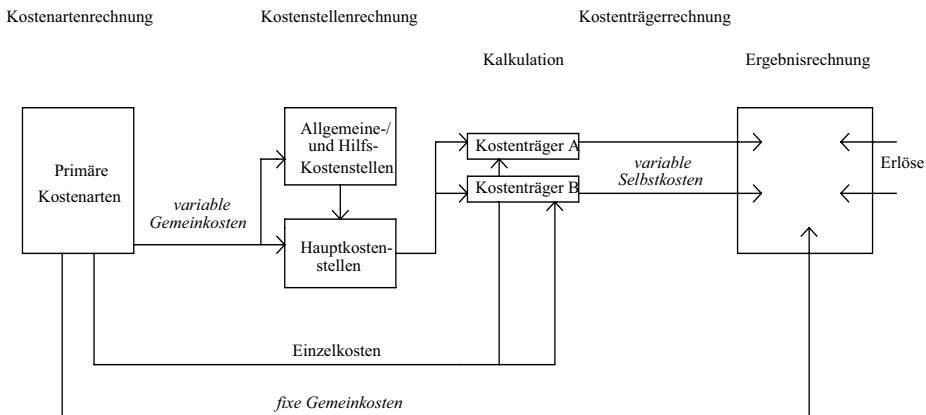 Kostenartenrechnung
Kostenstellenrechnung
Kostenträgerrechnung
Kalkulation
Ergebnisrechnung
Primäre
Kostenarten
variable
Gemeinkosten
Allgemeine-/
und Hilfs-
Kostenstellen
Hauptkosten-
stellen
Kostenträger A
Kostenträger B
variable
Selbstkosten
Erlöse
Einzelkosten
fixe Gemeinkosten